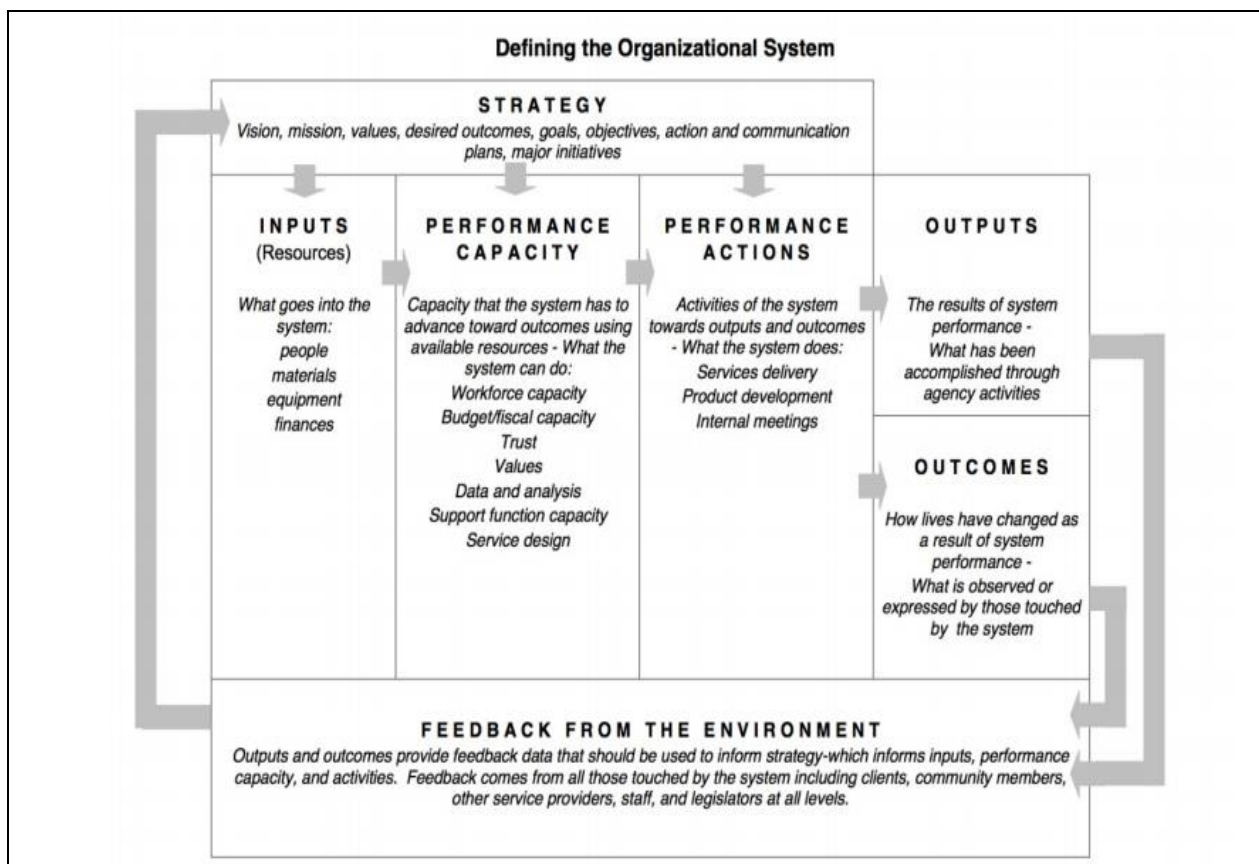 Defining the Organizational System
STRATEGY
Vision, mission, values, desired outcomes, goals, objectives, action and communication
plans, major initiatives
INPUTS
(Resources)
What goes into the
system:
people
materials
equipment
finances
PERFORMANCE
CAPACITY
Capacity that the system has to
advance toward outcomes using
available resources - What the
system can do:
Workforce capacity
Budget/fiscal capacity
Trust
Values
Data and analysis
Support function capacity
Service design
PERFORMANCE
ACTIONS
Activities of the system
towards outputs and outcomes
- What the system does:
Services delivery
Product development
Internal meetings
OUTPUTS
The results of system
performance -
What has been
accomplished through
agency activities
OUTCOMES
How lives have changed as
a result of system
performance -
What is observed or
expressed by those touched
by the system
FEEDBACK FROM THE ENVIRONMENT
Outputs and outcomes provide feedback data that should be used to inform strategy-which informs inputs, performance
capacity, and activities. Feedback comes from all those touched by the system including clients, community members,
other service providers, staff, and legislators at all levels.